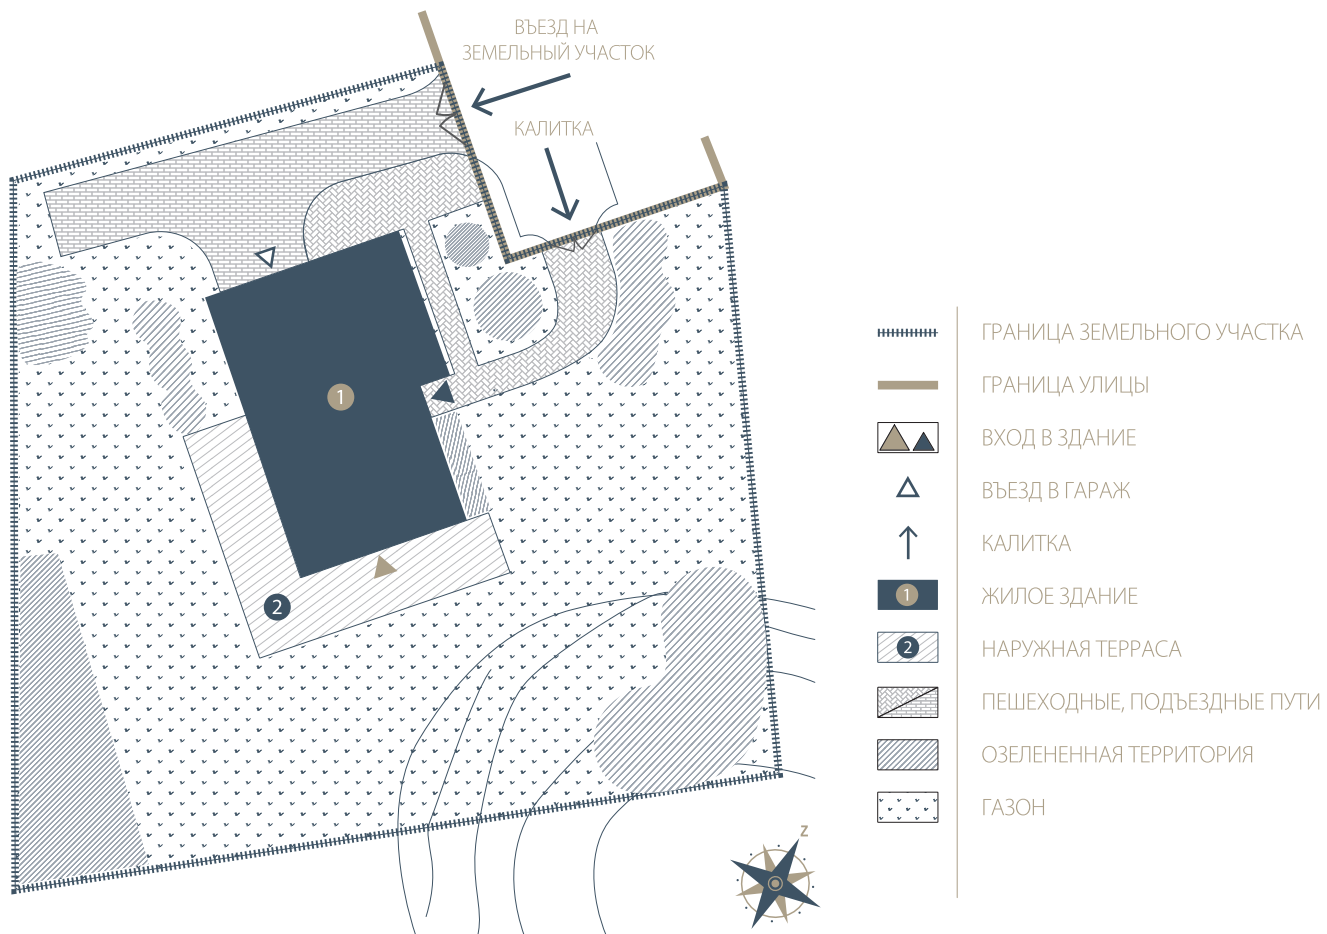 ВЪЕЗД НА
ЗЕМЕЛЬНЫЙ УЧАСТОК
КАЛИТКА
1
2
ГРАНИЦА ЗЕМЕЛЬНОГО УЧАСТКА
ГРАНИЦА УЛИЦЫ
ВХОД В ЗДАНИЕ
ВЪЕЗД В ГАРАЖ
КАЛИТКА
1 ЖИЛОЕ ЗДАНИЕ
2 НАРУЖНАЯ ТЕРРАСА
ПЕШЕХОДНЫЕ, ПОДЪЕЗДНЫЕ ПУТИ
ОЗЕЛЕНЕННАЯ ТЕРРИТОРИЯ
ГАЗОН
Z